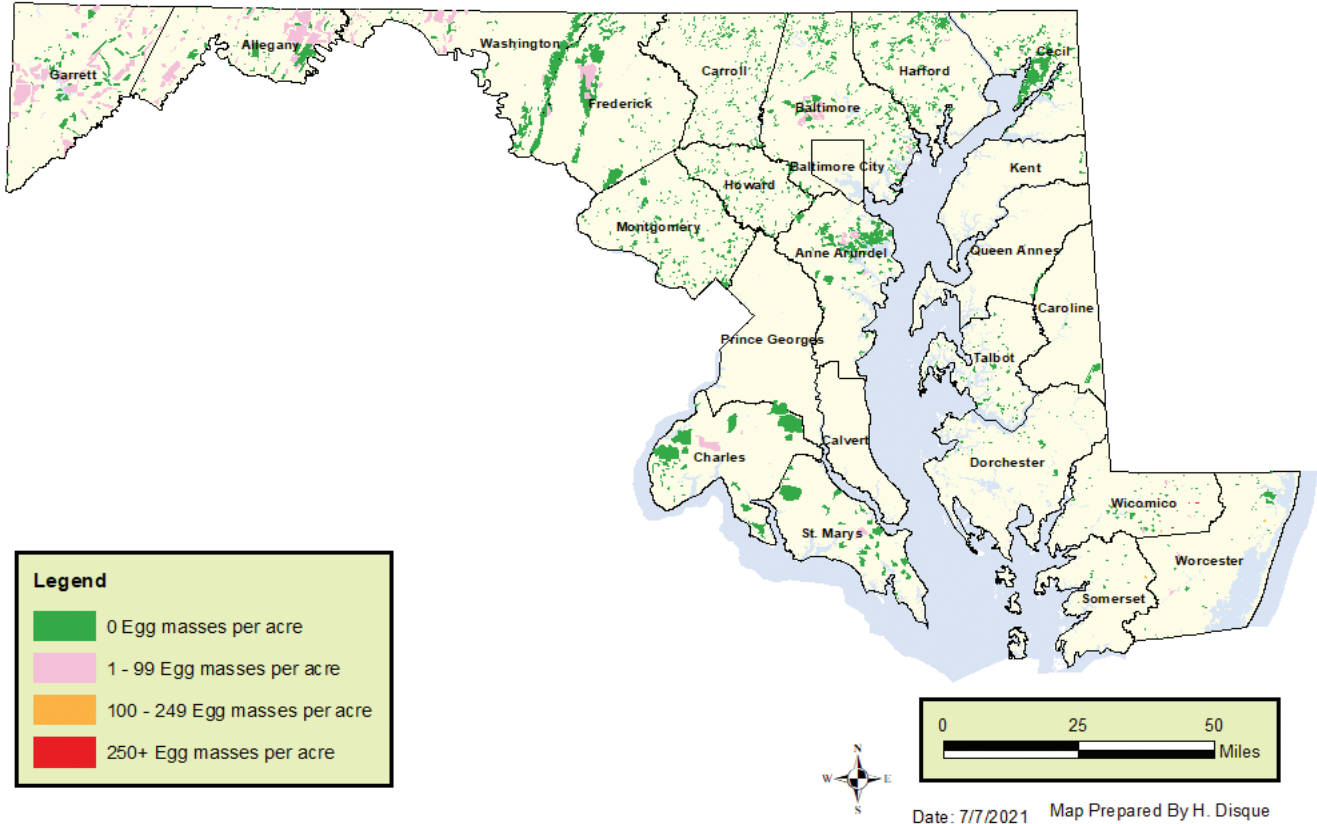 Garrett
Allegany
Washington
Frederick
Carroll
Baltimore
Harford
Cecil
Baltimore City
Howard
Montgomery
Kent
Queen Annes
Anne Arundel
Caroline
Prince Georges
Talbot
Charles
Calvert
Dorchester
St. Marys
Wicomico
Worcester
Somerset
Legend
0 Egg masses per acre
1 - 99 Egg masses per acre
100 - 249 Egg masses per acre
250+ Egg masses per acre
0 25 50
Miles
N
W E
S
Date: 7/7/2021 Map Prepared By H. Disque